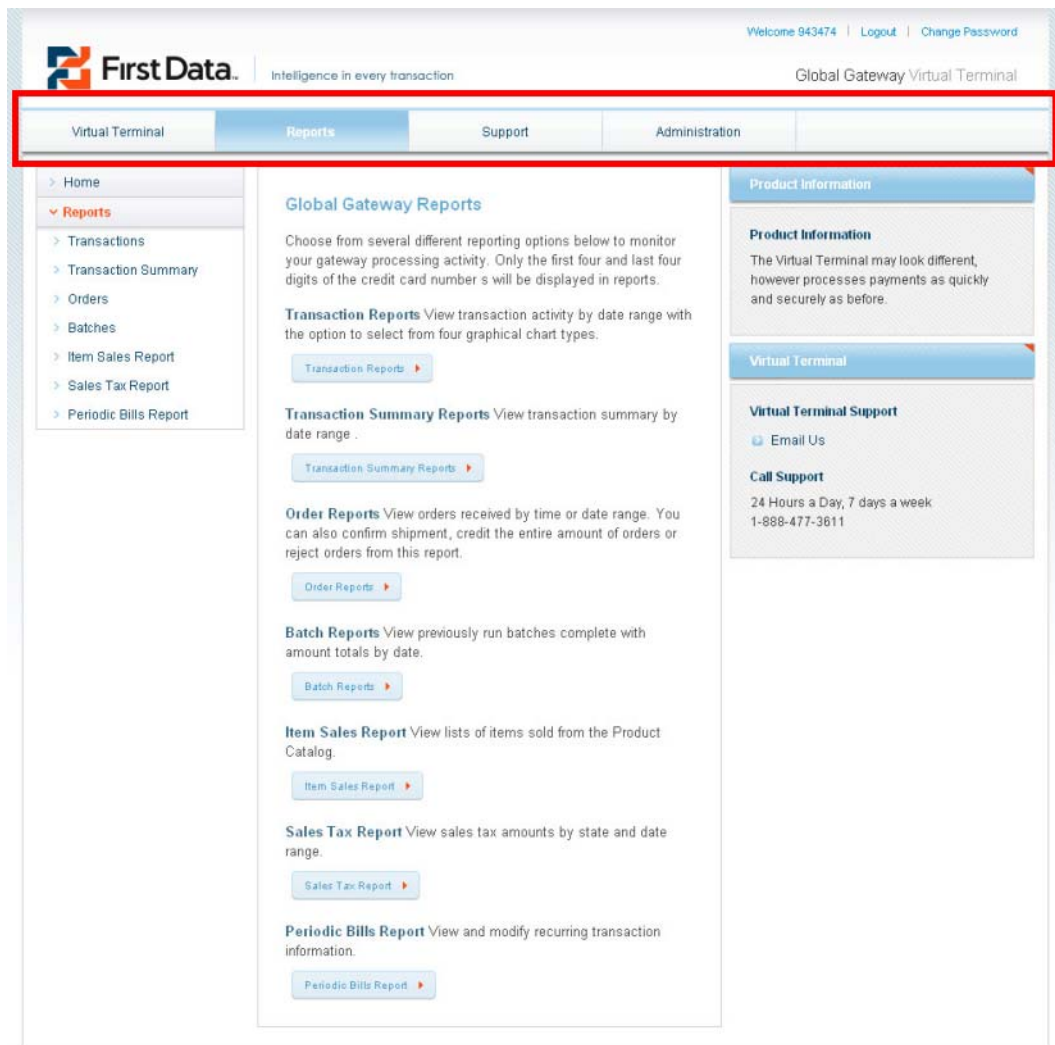 Welcome 943474 | Logout | Change Password
First Data.
Intelligence in every transaction
Global Gateway Virtual Terminal
Virtual Terminal
Reports
Support
Administration
Home
Reports
Transactions
Transaction Summary
Orders
Batches
Item Sales Report
Sales Tax Report
Periodic Bills Report
Global Gateway Reports
Choose from several different reporting options below to monitor
your gateway processing activity. Only the first four and last four
digits of the credit card number s will be displayed in reports.
Transaction Reports View transaction activity by date range with
the option to select from four graphical chart types.
Transaction Reports
Transaction Summary Reports View transaction summary by
date range .
Transaction Summary Reports
Order Reports View orders received by time or date range. You
can also confirm shipment, credit the entire amount of orders or
reject orders from this report.
Order Reports
Batch Reports View previously run batches complete with
amount totals by date.
Batch Reports
Item Sales Report View lists of items sold from the Product
Catalog.
Item Sales Report
Sales Tax Report View sales tax amounts by state and date
range.
Sales Tax Report
Periodic Bills Report View and modify recurring transaction
information.
Periodic Bills Report
Product Information
Product Information
The Virtual Terminal may look different,
however processes payments as quickly
and securely as before.
Virtual Terminal
Virtual Terminal Support
Email Us
Call Support
24 Hours a Day, 7 days a week
1-888-477-3611